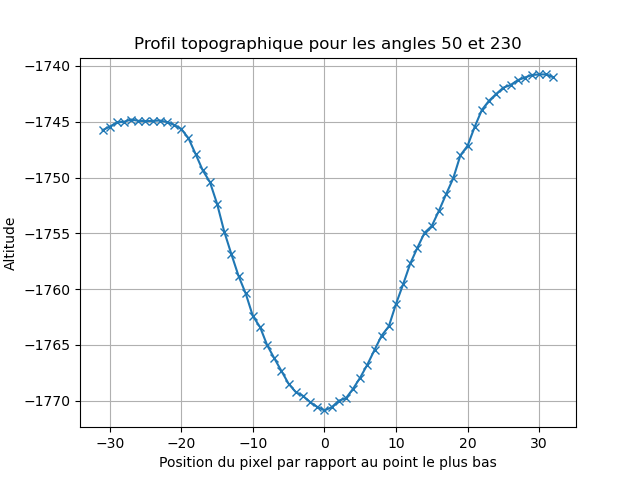 Profil topographique pour les angles 50 et 230
−1740
−1745
−1750
−1755
−1760
−1765
−1770
Altitude
−30 −20 −10 0 10 20 30
Position du pixel par rapport au point le plus bas